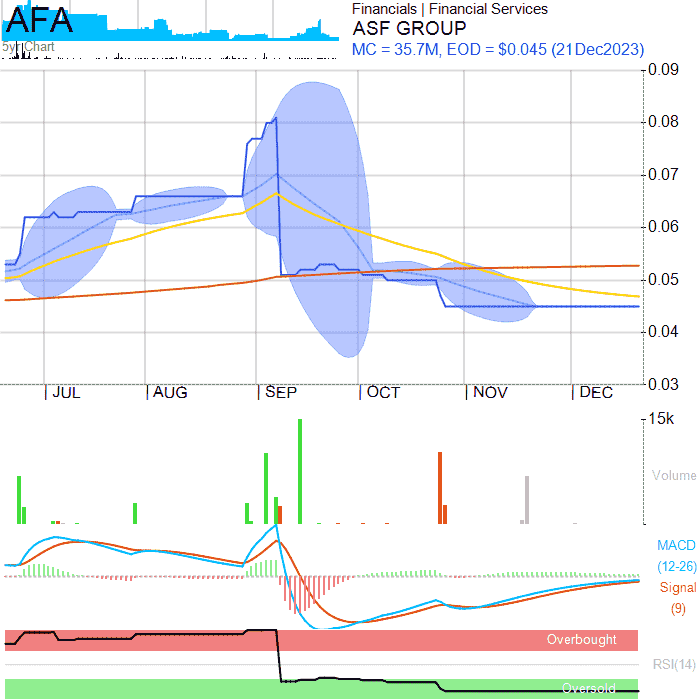 AFA
5yr Chart
Financials | Financial Services
ASF GROUP
MC = 35.7M, EOD = $0.045 (21Dec2023)
0.09
0.08
0.07
0.06
0.05
0.04
0.03
JUL AUG SEP OCT NOV DEC
15k
Volume
MACD
(12-26)
Signal
(9)
Overbought
RSI(14)
Oversold